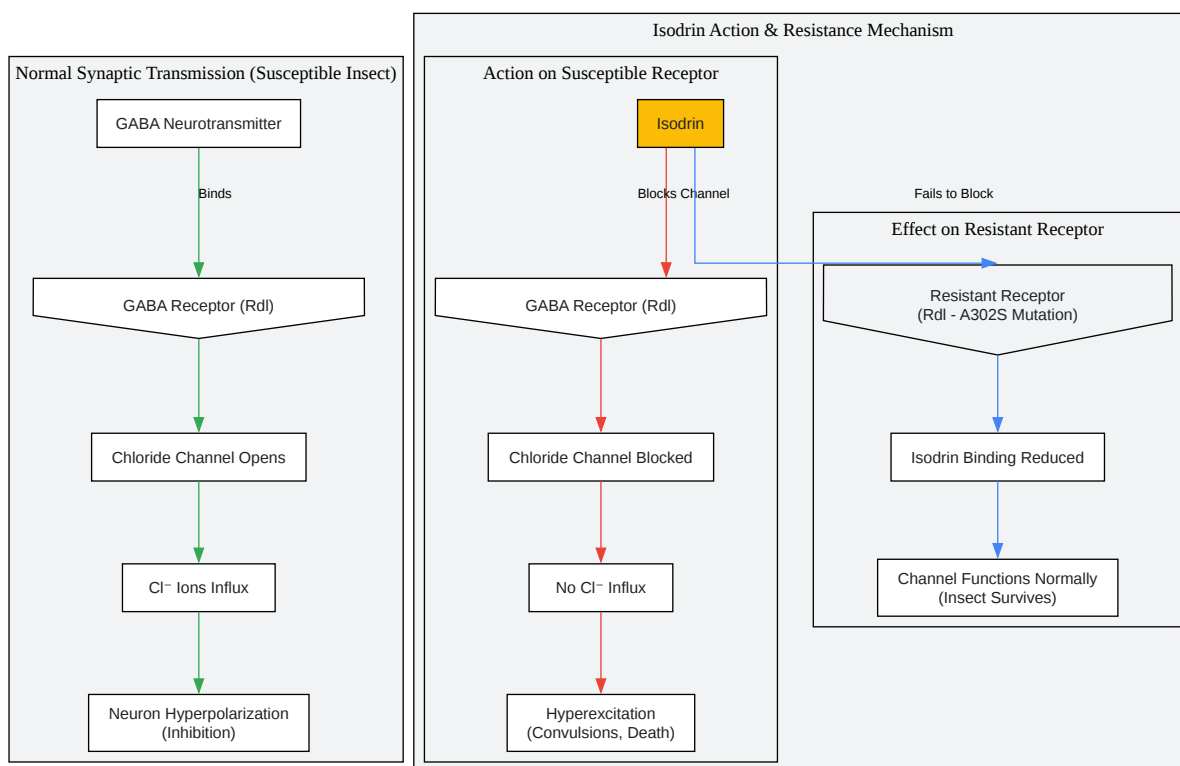 Isodrin Action & Resistance Mechanism
Normal Synaptic Transmission (Susceptible Insect)
GABA Neurotransmitter
Binds
GABA Receptor (Rdl)
Chloride Channel Opens
Cl⁻ Ions Influx
Neuron Hyperpolarization
(Inhibition)
Action on Susceptible Receptor
Isodrin
Blocks Channel
GABA Receptor (Rdl)
Chloride Channel Blocked
No Cl⁻ Influx
Hyperexcitation
(Convulsions, Death)
Fails to Block
Effect on Resistant Receptor
Resistant Receptor
(Rdl - A302S Mutation)
Isodrin Binding Reduced
Channel Functions Normally
(Insect Survives)